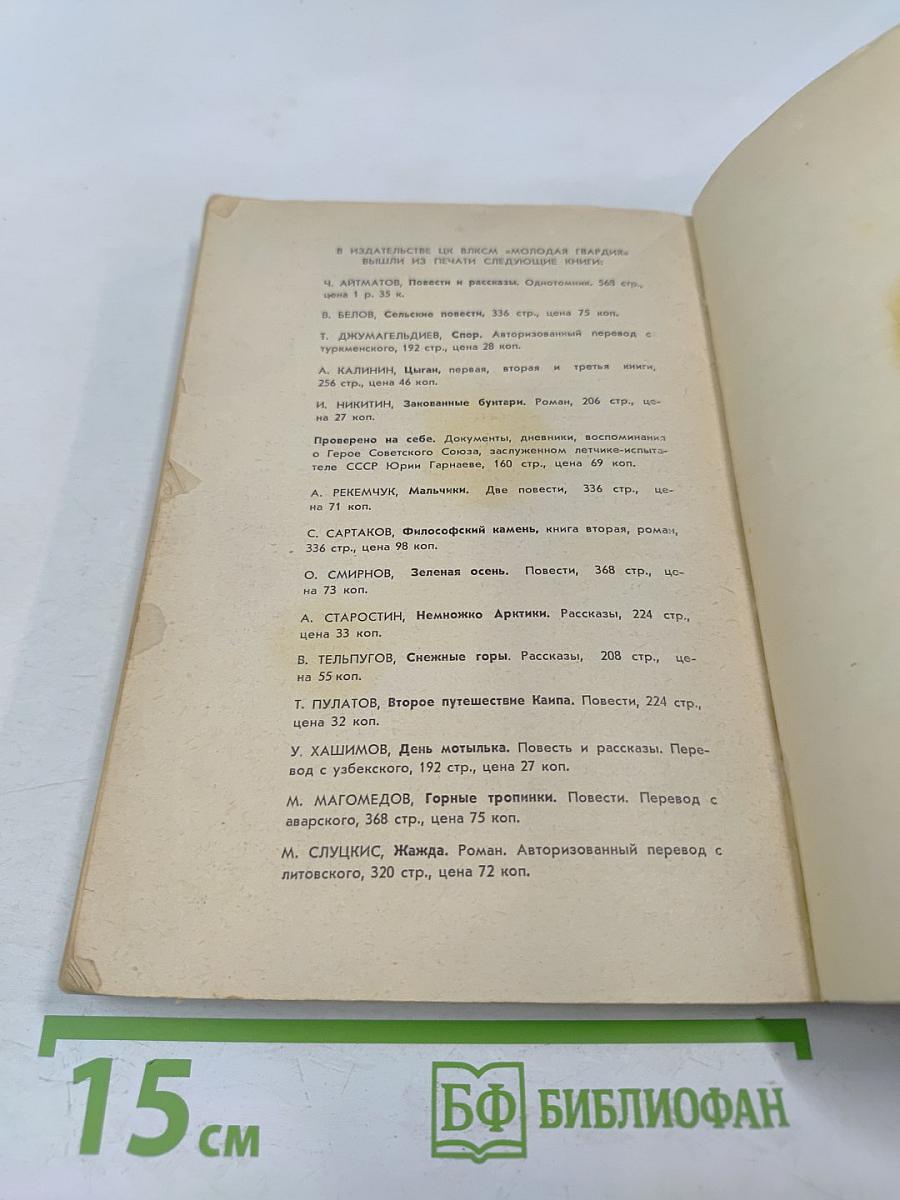 В ИЗДАТЕЛЬСТВЕ ЦК ВЛКСМ «МОЛОДАЯ ГВАРДИЯ»
ВЫШЛИ ИЗ ПЕЧАТИ СЛЕДУЮЩИЕ КНИГИ:
Ч. АЙТМАТОВ, Повести и рассказы. Однотомник. 568 стр.,
цена 1 р. 35 к.
В. БЕЛОВ, Сельские повести, 336 стр., цена 75 коп.
Т. ДЖУМАГЕЛЬДИЕВ, Спор. Авторизованный перевод с
туркменского, 192 стр., цена 28 коп.
А. КАЛИНИН, Цыган, первая, вторая и третья книги,
256 стр., цена 46 коп.
И. НИКИТИН, Закованные бунтари. Роман, 206 стр., це-
на 27 коп.
Проверено на себе. Документы, дневники, воспоминания
о Герое Советского Союза, заслуженном летчике-испыта-
теле СССР Юрии Гарнаеве, 160 стр., цена 69 коп.
А. РЕКЕМЧУК, Мальчики. Две повести, 336 стр., це-
на 71 коп.
С. САРТАКОВ, Философский камень, книга вторая, роман,
336 стр., цена 98 коп.
О. СМИРНОВ, Зеленая осень. Повести, 368 стр., це-
на 73 коп.
А. СТАРОСТИН, Немножко Арктики. Рассказы, 224 стр.,
цена 33 коп.
В. ТЕЛЬПУГОВ, Снежные горы. Рассказы, 208 стр., це-
на 55 коп.
Т. ПУЛАТОВ, Второе путешествие Каипа. Повести, 224 стр.,
цена 32 коп.
У. ХАШИМОВ, День мотылька. Повесть и рассказы. Пере-
вод с узбекского, 192 стр., цена 27 коп.
М. МАГОМЕДОВ, Горные тропинки. Повести. Перевод с
аварского, 368 стр., цена 75 коп.
М. СЛУЦКИС, Жажда. Роман. Авторизованный перевод с
литовского, 320 стр., цена 72 коп.
15 см
БФ БИБЛИОФАН